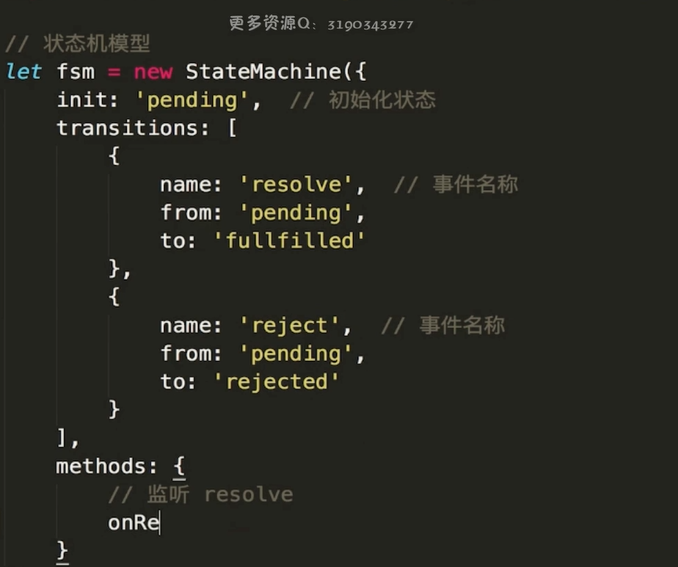 更多资源Q：3190343277
// 状态机模型
let fsm = new StateMachine({
    init: 'pending',  // 初始化状态
    transitions: [
        {
            name: 'resolve',  // 事件名称
            from: 'pending',
            to: 'fullfilled'
        },
        {
            name: 'reject',  // 事件名称
            from: 'pending',
            to: 'rejected'
        }
    ],
    methods: {
        // 监听 resolve
        onRe
    }